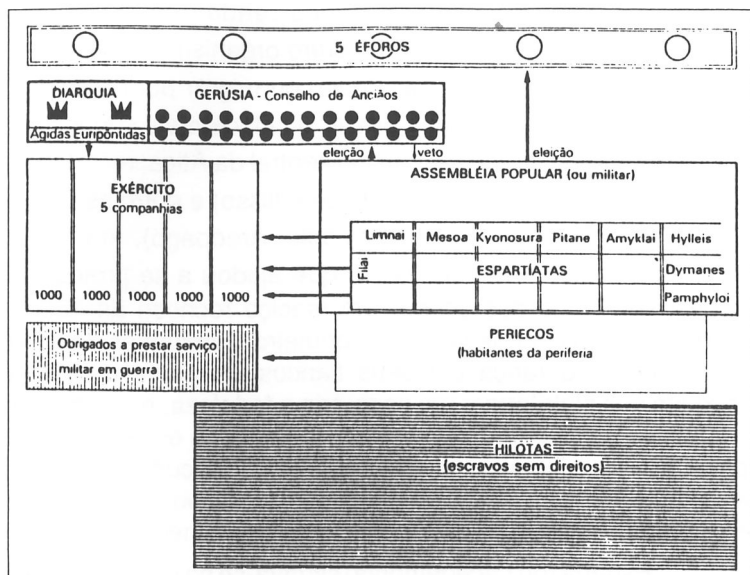 5 ÉFOROS
DIARQUIA
GERÚSIA - Conselho de Anciãos
Ágidas Euripôntidas
eleição
veto
eleição
EXÉRCITO
5 companhias
1000 1000 1000 1000 1000
ASSEMBLÉIA POPULAR (ou militar)
Limnai Mesoa Kyonosura Pitane Amyklai Hylleis
Filai
ESPARTÍATAS
Dymanes
Pamphyloi
Obrigados a prestar serviço
militar em guerra
PERIECOS
(habitantes da periferia
HILOTAS
(escravos sem direitos)